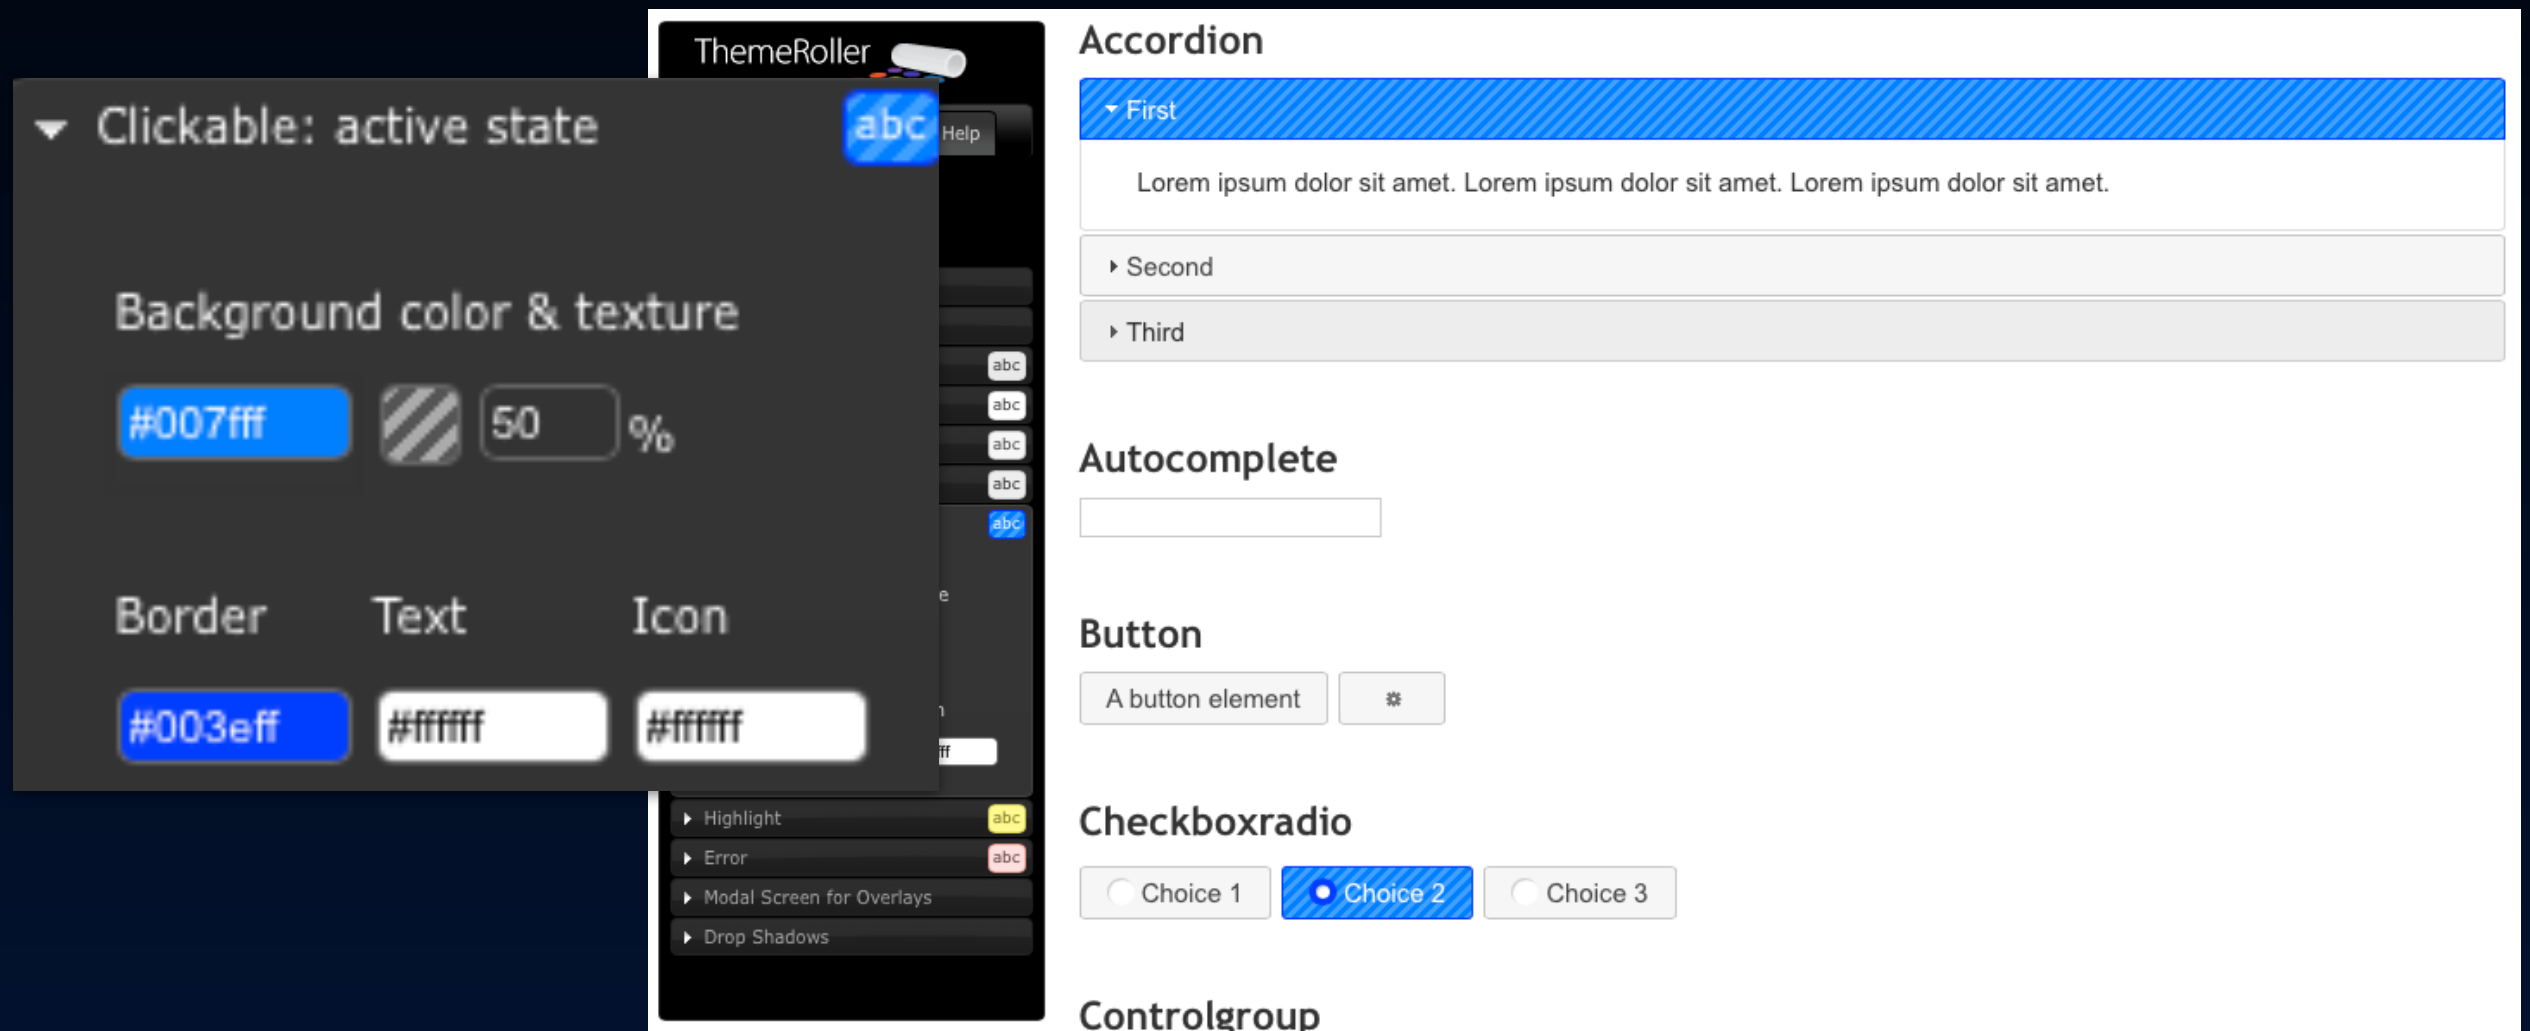 ThemeRoller
Help
Clickable: active state
abc
Background color & texture
#007fff
50
%
Border
Text
Icon
#003eff
#ffffff
#ffffff
abc
abc
abc
abc
abc
e
ff
Highlight
abc
Error
abc
Modal Screen for Overlays
Drop Shadows
Accordion
First
Lorem ipsum dolor sit amet. Lorem ipsum dolor sit amet. Lorem ipsum dolor sit amet.
Second
Third
Autocomplete
Button
A button element
Checkboxradio
Choice 1
Choice 2
Choice 3
Controlgroup